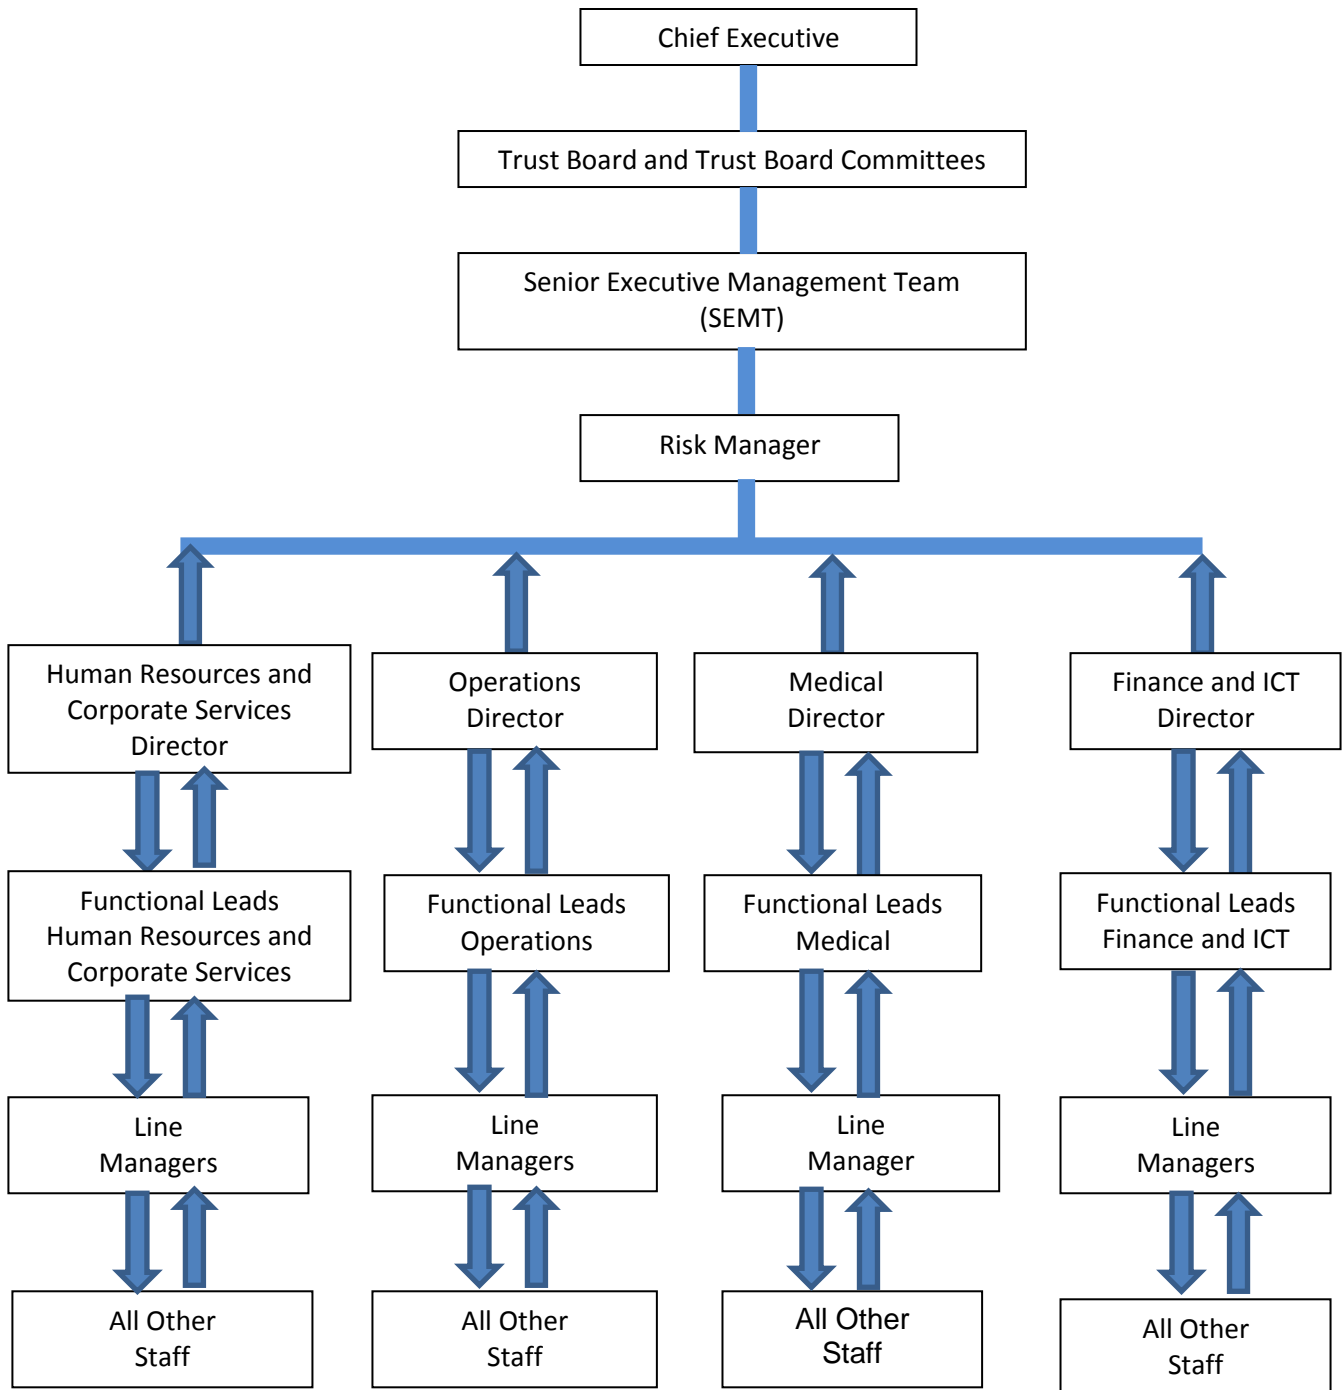 Chief Executive
Trust Board and Trust Board Committees
Senior Executive Management Team
(SEMT)
Risk Manager
Human Resources and
Corporate Services
Director
Operations
Director
Medical
Director
Finance and ICT
Director
Functional Leads
Human Resources and
Corporate Services
Functional Leads
Operations
Functional Leads
Medical
Functional Leads
Finance and ICT
Line
Managers
Line
Managers
Line
Manager
Line
Managers
All Other
Staff
All Other
Staff
All Other
Staff
All Other
Staff